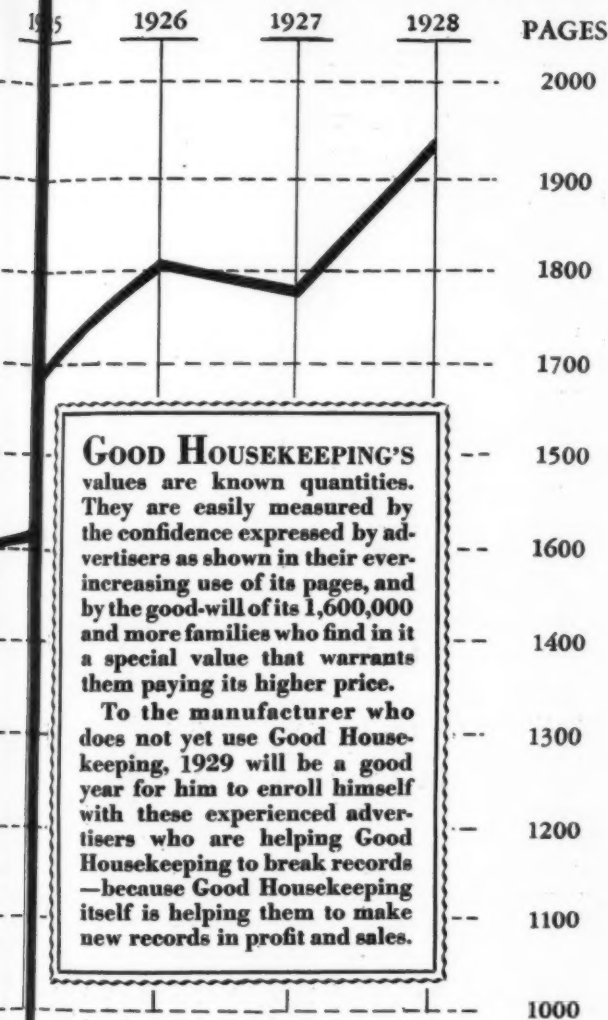 1926 1927 1928 PAGES
2000
1900
1800
1700
1500
1600
1400
1300
1200
1100
1000
GOOD HOUSEKEEPING'S
values are known quantities.
They are easily measured by
the confidence expressed by ad-
vertisers as shown in their ever-
increasing use of its pages, and
by the good-will of its 1,600,000
and more families who find in it
a special value that warrants
them paying its higher price.
To the manufacturer who
does not yet use Good House-
keeping, 1929 will be a good
year for him to enroll himself
with these experienced adver-
tisers who are helping Good
Housekeeping to break records
—because Good Housekeeping
itself is helping them to make
new records in profit and sales.